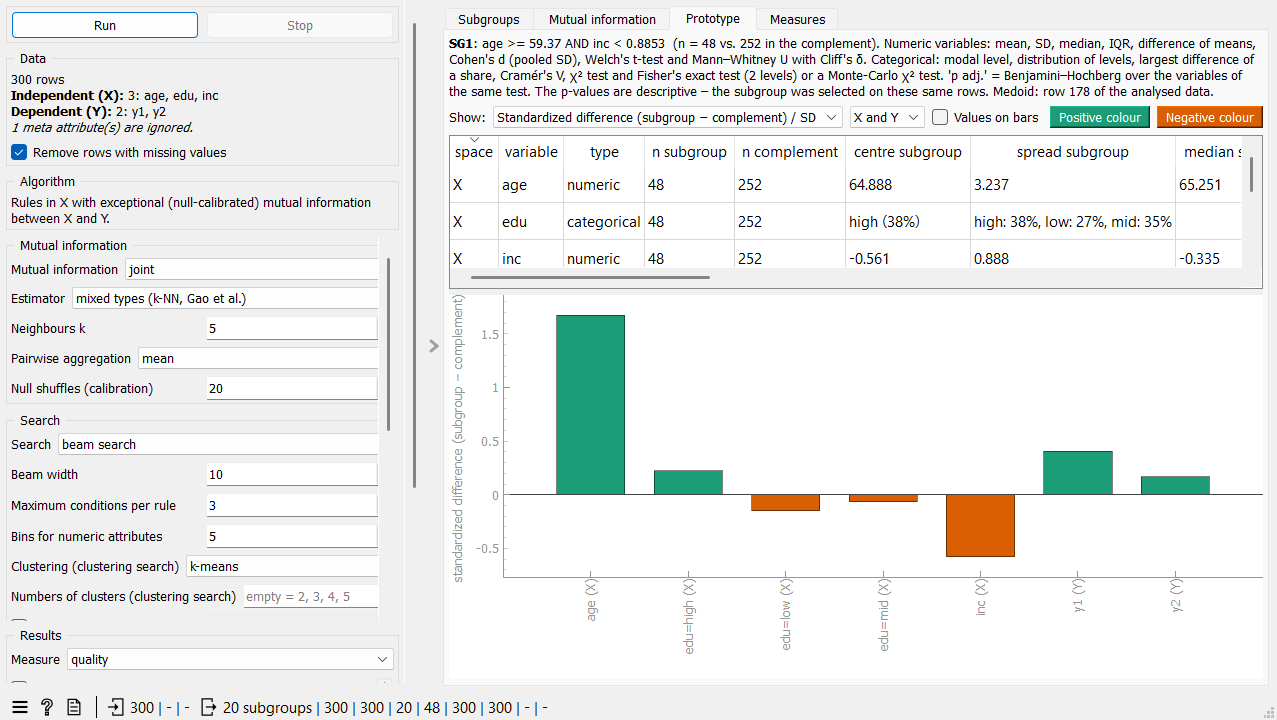 Run
Stop
Data
300 rows
Independent (X): 3: age, edu, inc
Dependent (Y): 2: y1, y2
1 meta attribute(s) are ignored.
Remove rows with missing values
Algorithm
Rules in X with exceptional (null-calibrated) mutual information
between X and Y.
Mutual information
Mutual information joint
Estimator mixed types (k-NN, Gao et al.)
Neighbours k 5
Pairwise aggregation mean
Null shuffles (calibration) 20
Search
Search beam search
Beam width 10
Maximum conditions per rule 3
Bins for numeric attributes 5
Clustering (clustering search) k-means
Numbers of clusters (clustering search) empty = 2, 3, 4, 5
Results
Measure quality
Subgroups Mutual information Prototype Measures
SG1: age >= 59.37 AND inc < 0.8853 (n = 48 vs. 252 in the complement). Numeric variables: mean, SD, median, IQR, difference of means,
Cohen's d (pooled SD), Welch's t-test and Mann–Whitney U with Cliff's δ. Categorical: modal level, distribution of levels, largest difference of
a share, Cramér's V, χ² test and Fisher's exact test (2 levels) or a Monte-Carlo χ² test. 'p adj.' = Benjamini–Hochberg over the variables of
the same test. The p-values are descriptive – the subgroup was selected on these same rows. Medoid: row 178 of the analysed data.
Show: Standardized difference (subgroup − complement) / SD X and Y Values on bars Positive colour Negative colour
space variable type n subgroup n complement centre subgroup spread subgroup median s
X age numeric 48 252 64.888 3.237 65.251
X edu categorical 48 252 high (38%) high: 38%, low: 27%, mid: 35%
X inc numeric 48 252 -0.561 0.888 -0.335
standardized difference (subgroup − complement)
1.5
1
0.5
0
-0.5
age (X)
edu=high (X)
edu=low (X)
edu=mid (X)
inc (X)
y1 (Y)
y2 (Y)
300 | - | - 20 subgroups | 300 | 300 | 20 | 48 | 300 | 300 | - | -